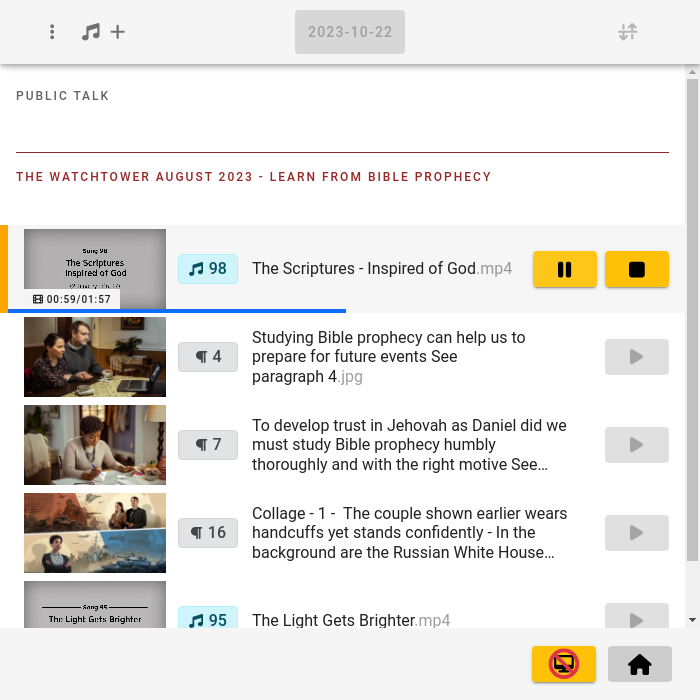 2023-10-22
PUBLIC TALK
THE WATCHTOWER AUGUST 2023 - LEARN FROM BIBLE PROPHECY
Song 98
The Scriptures
Inspired of God
00:59/01:57
98
The Scriptures - Inspired of God.mp4
¶ 4
Studying Bible prophecy can help us to
prepare for future events See
paragraph 4.jpg
¶ 7
To develop trust in Jehovah as Daniel did we
must study Bible prophecy humbly
thoroughly and with the right motive See…
¶ 16
Collage - 1 - The couple shown earlier wears
handcuffs yet stands confidently - In the
background are the Russian White House…
Song 95
The Light Gets Brighter
95
The Light Gets Brighter.mp4